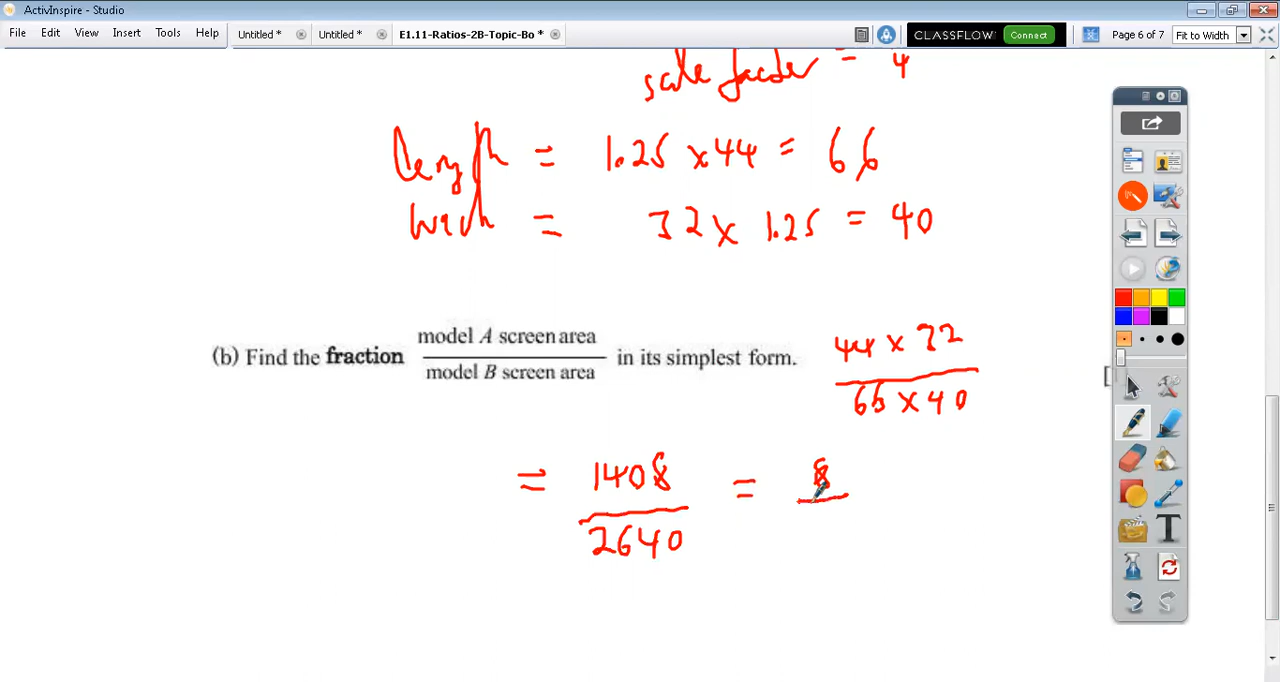 ActivInspire - Studio
File Edit View Insert Tools Help Untitled * Untitled * E1.11-Ratios-2B-Topic-Bo * CLASSFLOW Connect Page 6 of 7 Fit to Width
scale factor = 4
length = 1.25 x 44 = 66
= 32 x 1.25 = 40
(b) Find the fraction model A screen area / model B screen area in its simplest form.
44 x 32
66 x 40
= 1408 / 2640 = 8
T